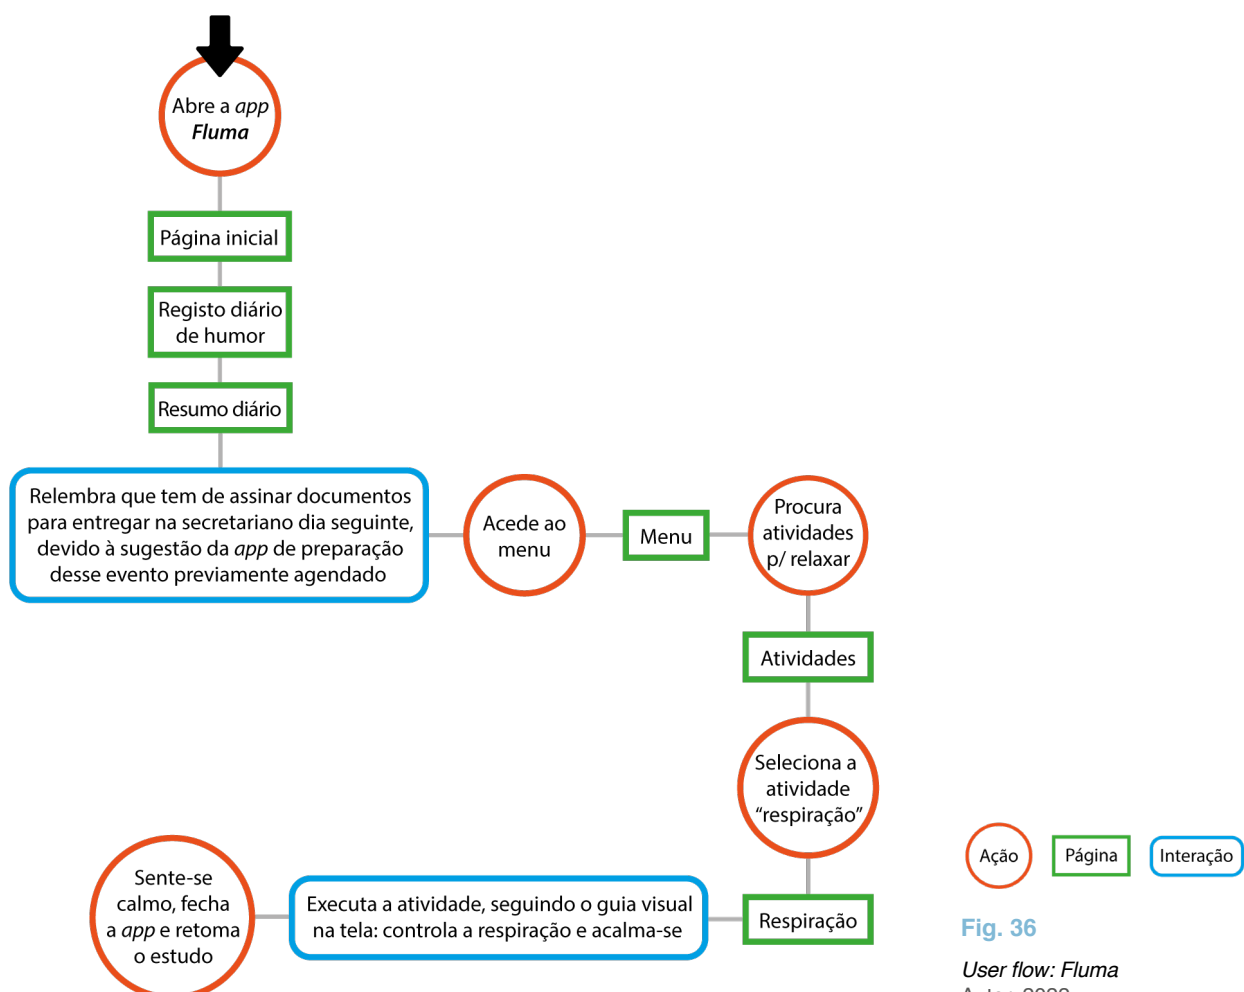 Abre a app
Fluma
Página inicial
Registo diário
de humor
Resumo diário
Relembra que tem de assinar documentos
para entregar na secretariano dia seguinte,
devido à sugestão da app de preparação
desse evento previamente agendado
Acede ao
menu
Menu
Procura
atividades
p/ relaxar
Atividades
Seleciona a
atividade
“respiração”
Respiração
Executa a atividade, seguindo o guia visual
na tela: controla a respiração e acalma-se
Sente-se
calmo, fecha
a app e retoma
o estudo
Ação
Página
Interação
Fig. 36
User flow: Fluma